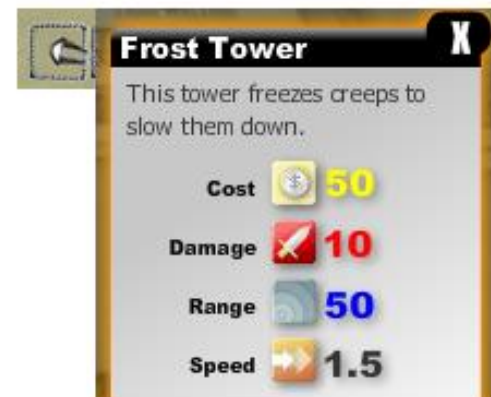 Frost Tower X
This tower freezes creeps to
slow them down.
Cost 50
Damage 10
Range 50
Speed 1.5